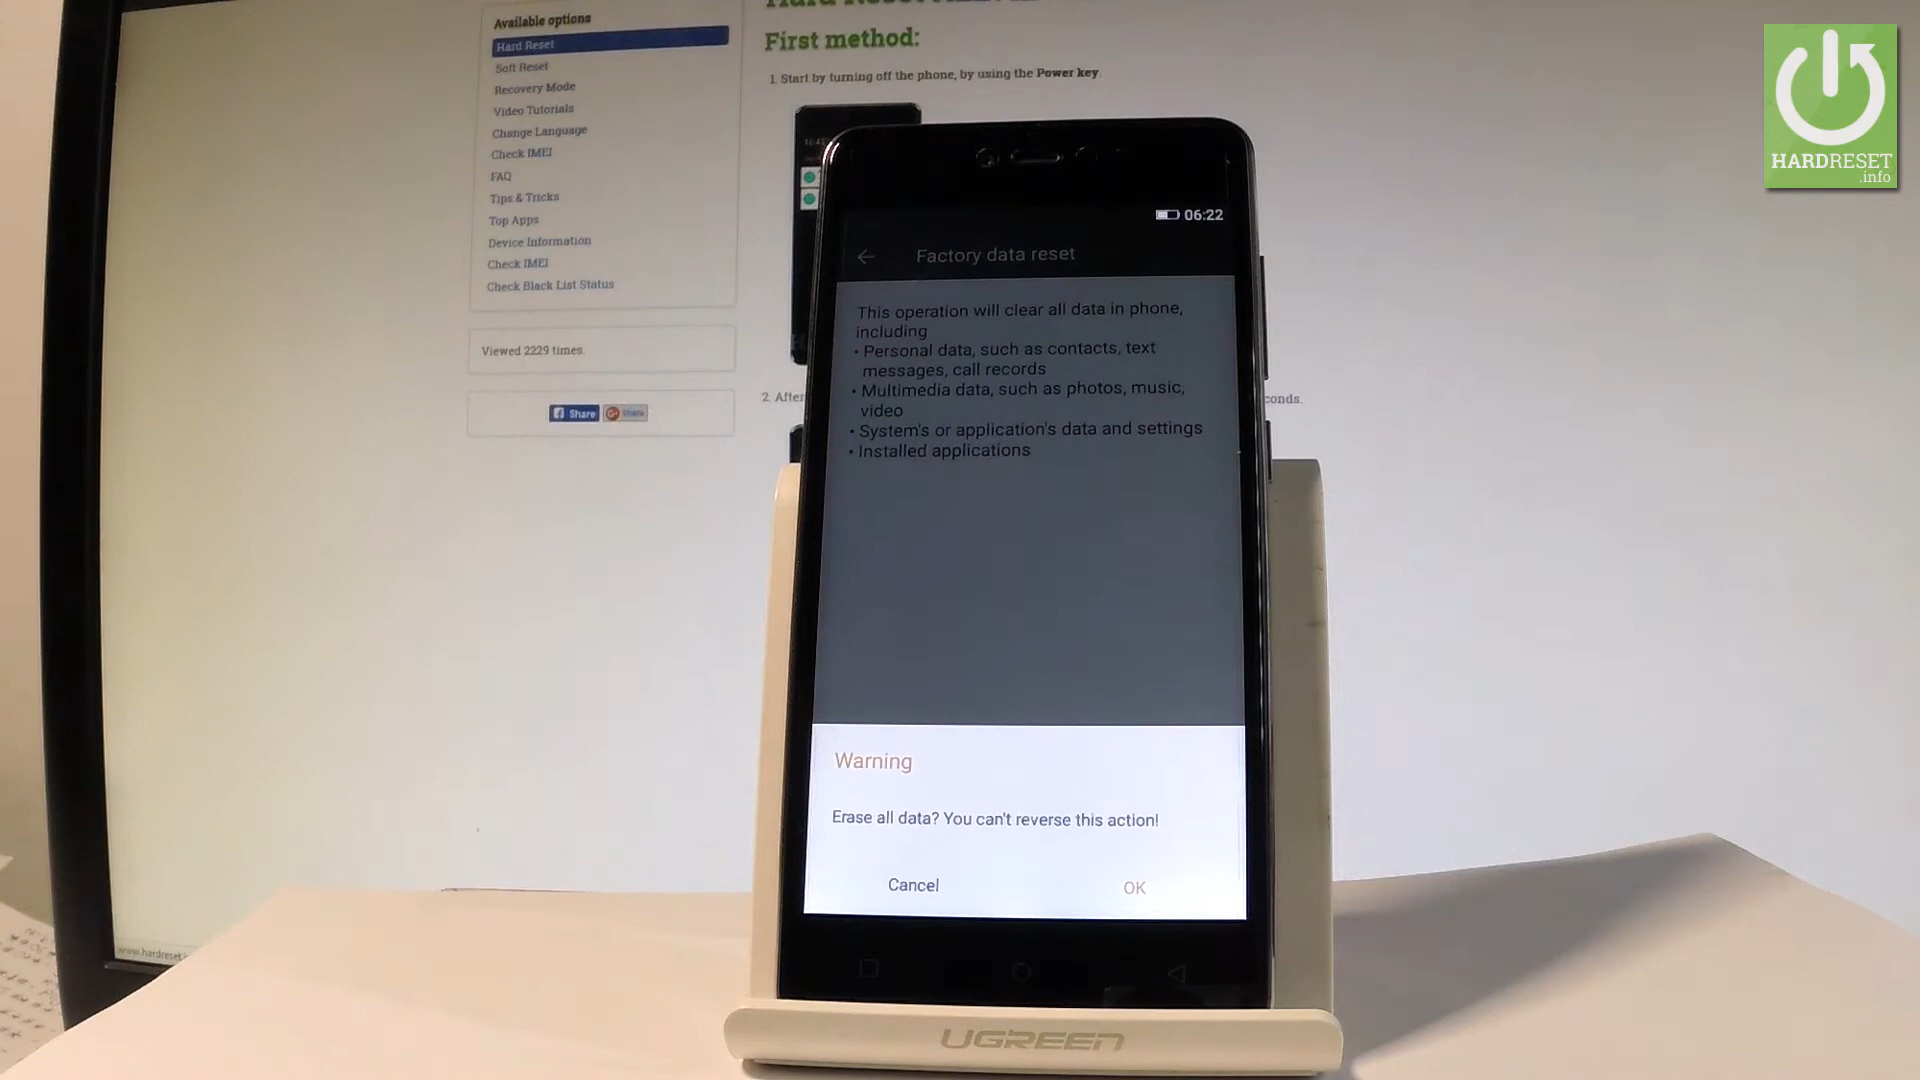 Available options
Hard Reset
Soft Reset
Recovery Mode
Video Tutorials
Change Language
Check IMEI
FAQ
Tips & Tricks
Top Apps
Device Information
Check IMEI
Check Black List Status
Viewed 2229 times.
Share
Share
Hard Reset
First method:
1. Start by turning off the phone, by using the Power key.
2. After
conds.
06:22
Factory data reset
This operation will clear all data in phone,
including
• Personal data, such as contacts, text
messages, call records
• Multimedia data, such as photos, music,
video
• System's or application's data and settings
• Installed applications
Warning
Erase all data? You can't reverse this action!
Cancel
OK
UGREEN
www.hardreset.
HARDRESET
.info